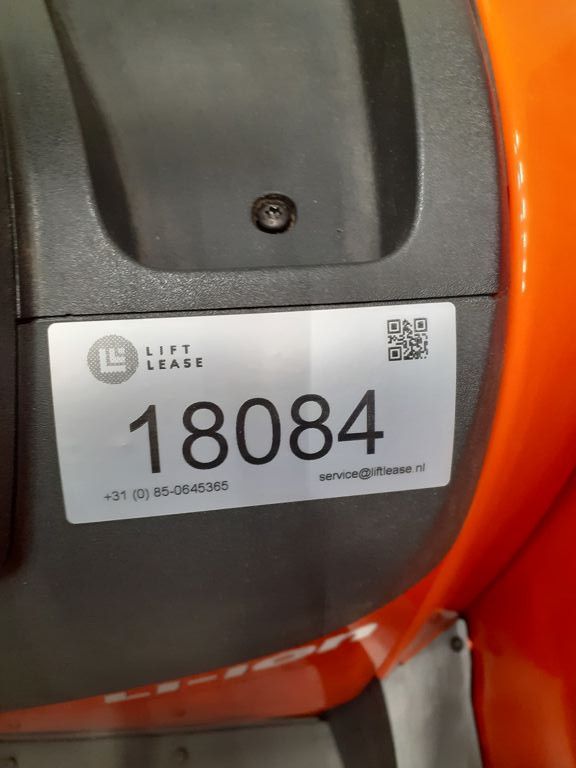 LIFT
LEASE
18084
+31 (0) 85-0645365
service@liftlease.nl
Li-ion